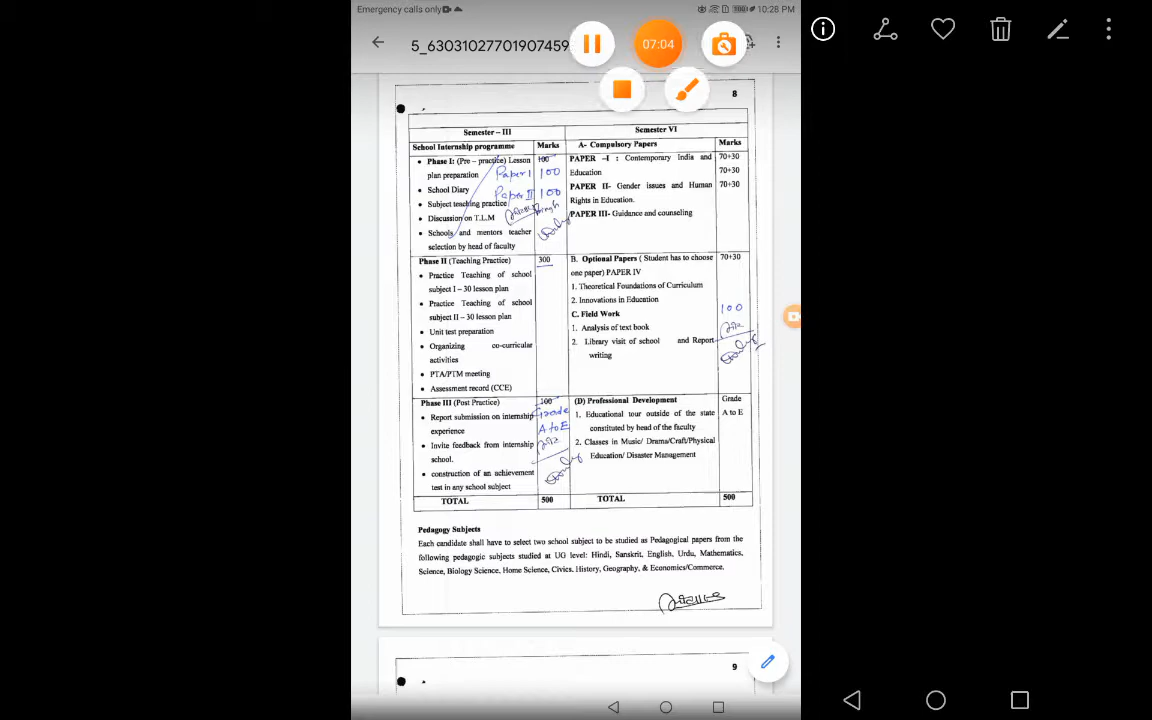 Emergency calls only
10:28 PM
5_63031027701907459
07:04
8
Semester – III
Semester VI
School Internship programme
Marks
A- Compulsory Papers
Marks
Phase I: (Pre – practice) Lesson plan preparation
100
Paper I 100
School Diary
Paper II 100
Subject teaching practice
Discussion on T.L.M
Schools and mentors teacher selection by head of faculty
PAPER –I : Contemporary India and Education
PAPER II- Gender issues and Human Rights in Education.
PAPER III- Guidance and counseling
70+30
70+30
70+30
Phase II (Teaching Practice)
300
Practice Teaching of school subject I – 30 lesson plan
Practice Teaching of school subject II – 30 lesson plan
Unit test preparation
Organizing co-curricular activities
PTA/PTM meeting
Assessment record (CCE)
B. Optional Papers ( Student has to choose one paper) PAPER IV
70+30
1. Theoretical Foundations of Curriculum
2. Innovations in Education
C. Field Work
100
1. Analysis of text book
2. Library visit of school and Report writing
Phase III (Post Practice)
100
Grade
A to E
Report submission on internship experience
Invite feedback from internship school.
construction of an achievement test in any school subject
(D) Professional Development
Grade
A to E
1. Educational tour outside of the state constituted by head of the faculty
2. Classes in Music/ Drama/Craft/Physical Education/ Disaster Management
TOTAL 500
TOTAL 500
Pedagogy Subjects
Each candidate shall have to select two school subject to be studied as Pedagogical papers from the
following pedagogic subjects studied at UG level: Hindi, Sanskrit, English, Urdu, Mathematics,
Science, Biology Science, Home Science, Civics, History, Geography, & Economics/Commerce.
9